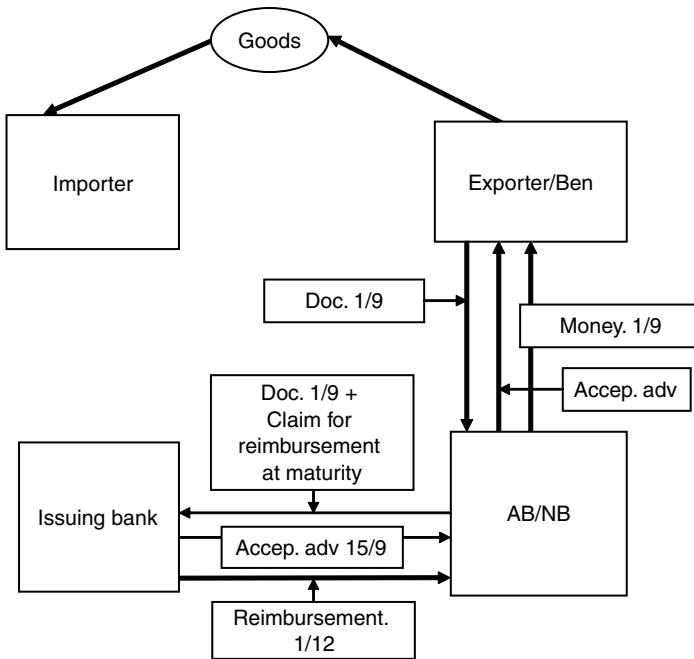 Goods
Importer
Exporter/Ben
Doc. 1/9
Money. 1/9
Accep. adv
Doc. 1/9 +
Claim for
reimbursement
at maturity
Issuing bank
AB/NB
Accep. adv 15/9
Reimbursement.
1/12